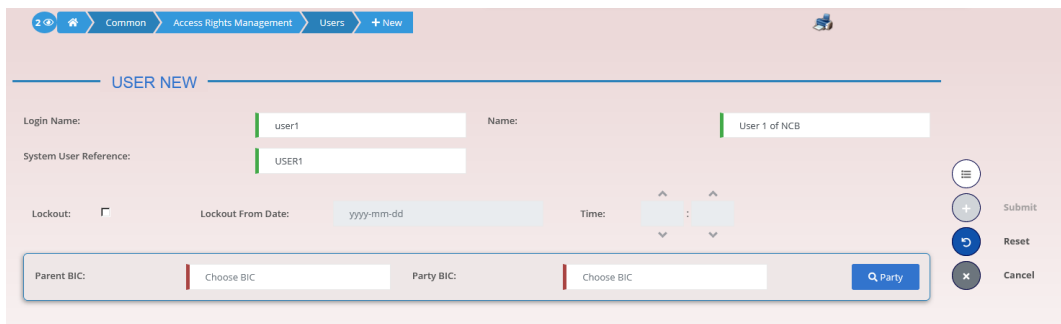 2 Common Access Rights Management Users + New
USER NEW
Login Name: user1 Name: User 1 of NCB
System User Reference: USER1
Lockout: Lockout From Date: yyyy-mm-dd Time: :
Submit
Reset
Parent BIC: Choose BIC Party BIC: Choose BIC Party Cancel